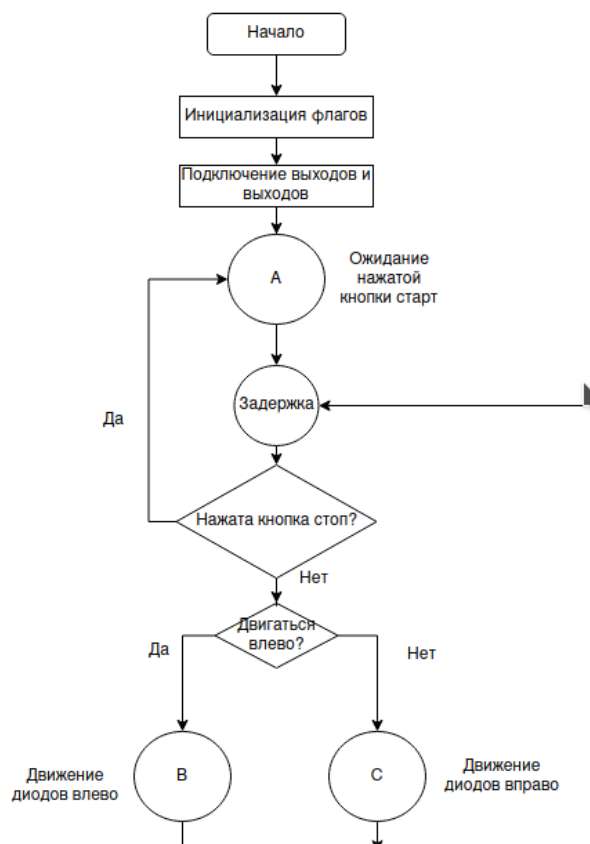 Начало
Инициализация флагов
Подключение выходов и
выходов
А
Ожидание
нажатой
кнопки старт
Задержка
Да
Нажата кнопка стоп?
Нет
Двигаться
влево?
Да
Нет
В
Движение
диодов влево
С
Движение
диодов вправо